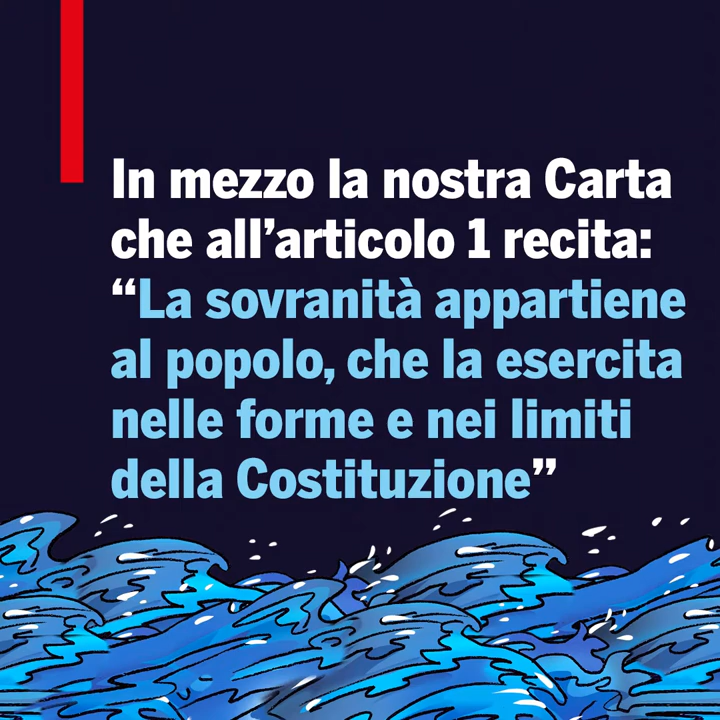 In mezzo la nostra Carta
che all’articolo 1 recita:
“La sovranità appartiene
al popolo, che la esercita
nelle forme e nei limiti
della Costituzione”